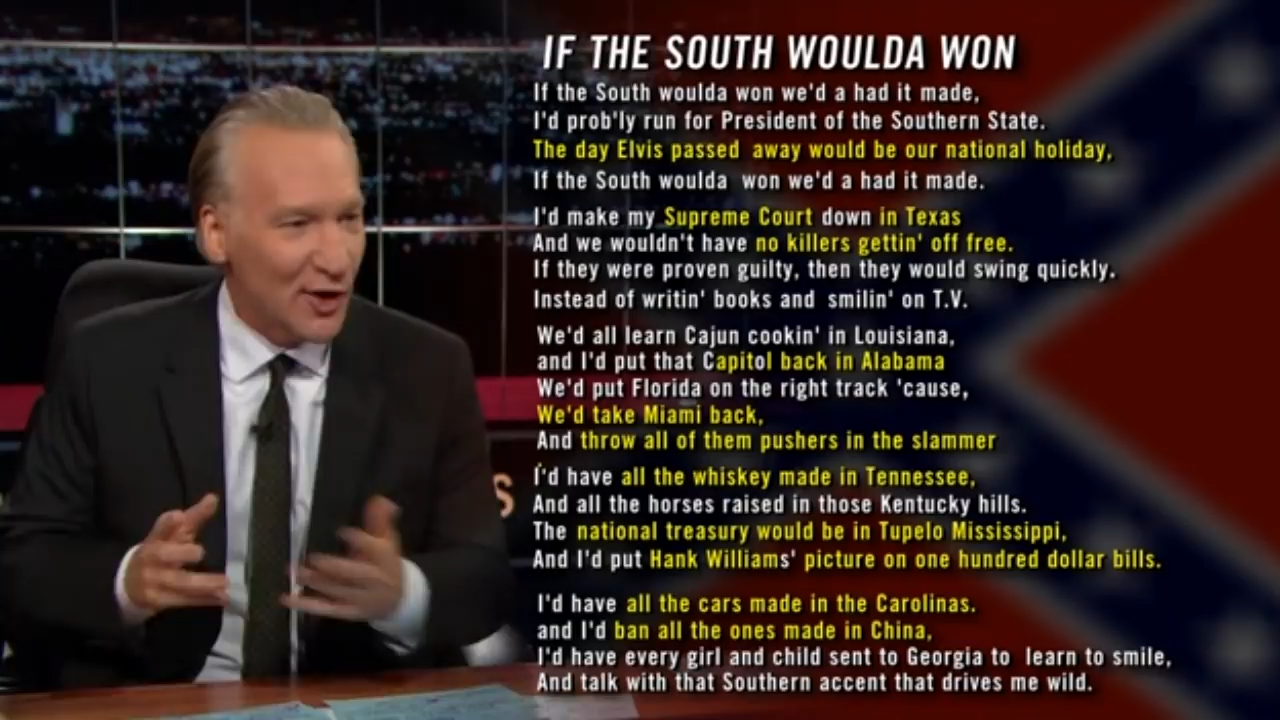 IF THE SOUTH WOULDA WON
If the South woulda won we'd a had it made,
I'd prob'ly run for President of the Southern State.
The day Elvis passed away would be our national holiday,
If the South woulda won we'd a had it made.
I'd make my Supreme Court down in Texas
And we wouldn't have no killers gettin' off free.
If they were proven guilty, then they would swing quickly.
Instead of writin' books and smilin' on T.V.
We'd all learn Cajun cookin' in Louisiana,
and I'd put that Capitol back in Alabama
We'd put Florida on the right track 'cause,
We'd take Miami back,
And throw all of them pushers in the slammer
I'd have all the whiskey made in Tennessee,
And all the horses raised in those Kentucky hills.
The national treasury would be in Tupelo Mississippi,
And I'd put Hank Williams' picture on one hundred dollar bills.
I'd have all the cars made in the Carolinas.
and I'd ban all the ones made in China,
I'd have every girl and child sent to Georgia to learn to smile,
And talk with that Southern accent that drives me wild.